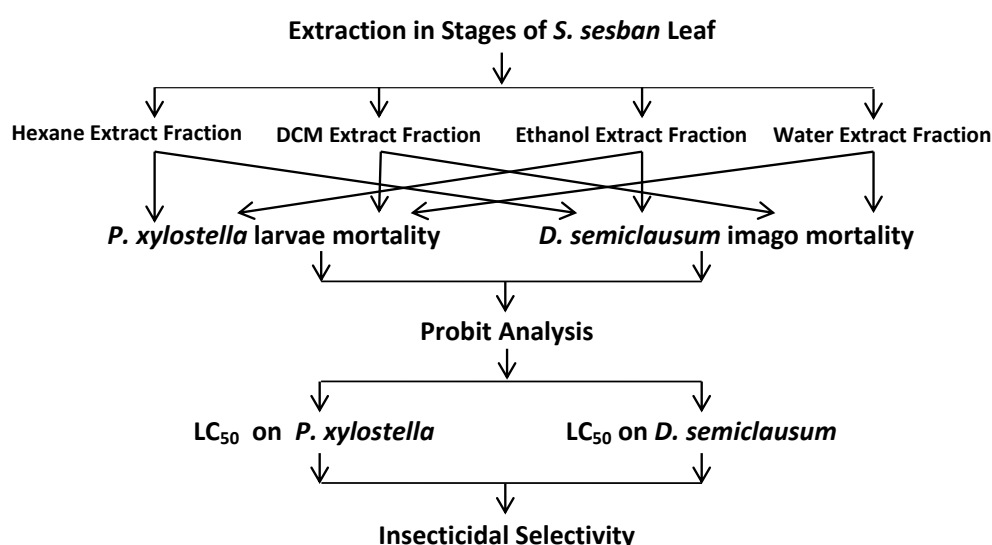 Extraction in Stages of S. sesban Leaf
Hexane Extract Fraction DCM Extract Fraction Ethanol Extract Fraction Water Extract Fraction
P. xylostella larvae mortality D. semiclausum imago mortality
Probit Analysis
LC50 on P. xylostella LC50 on D. semiclausum
Insecticidal Selectivity